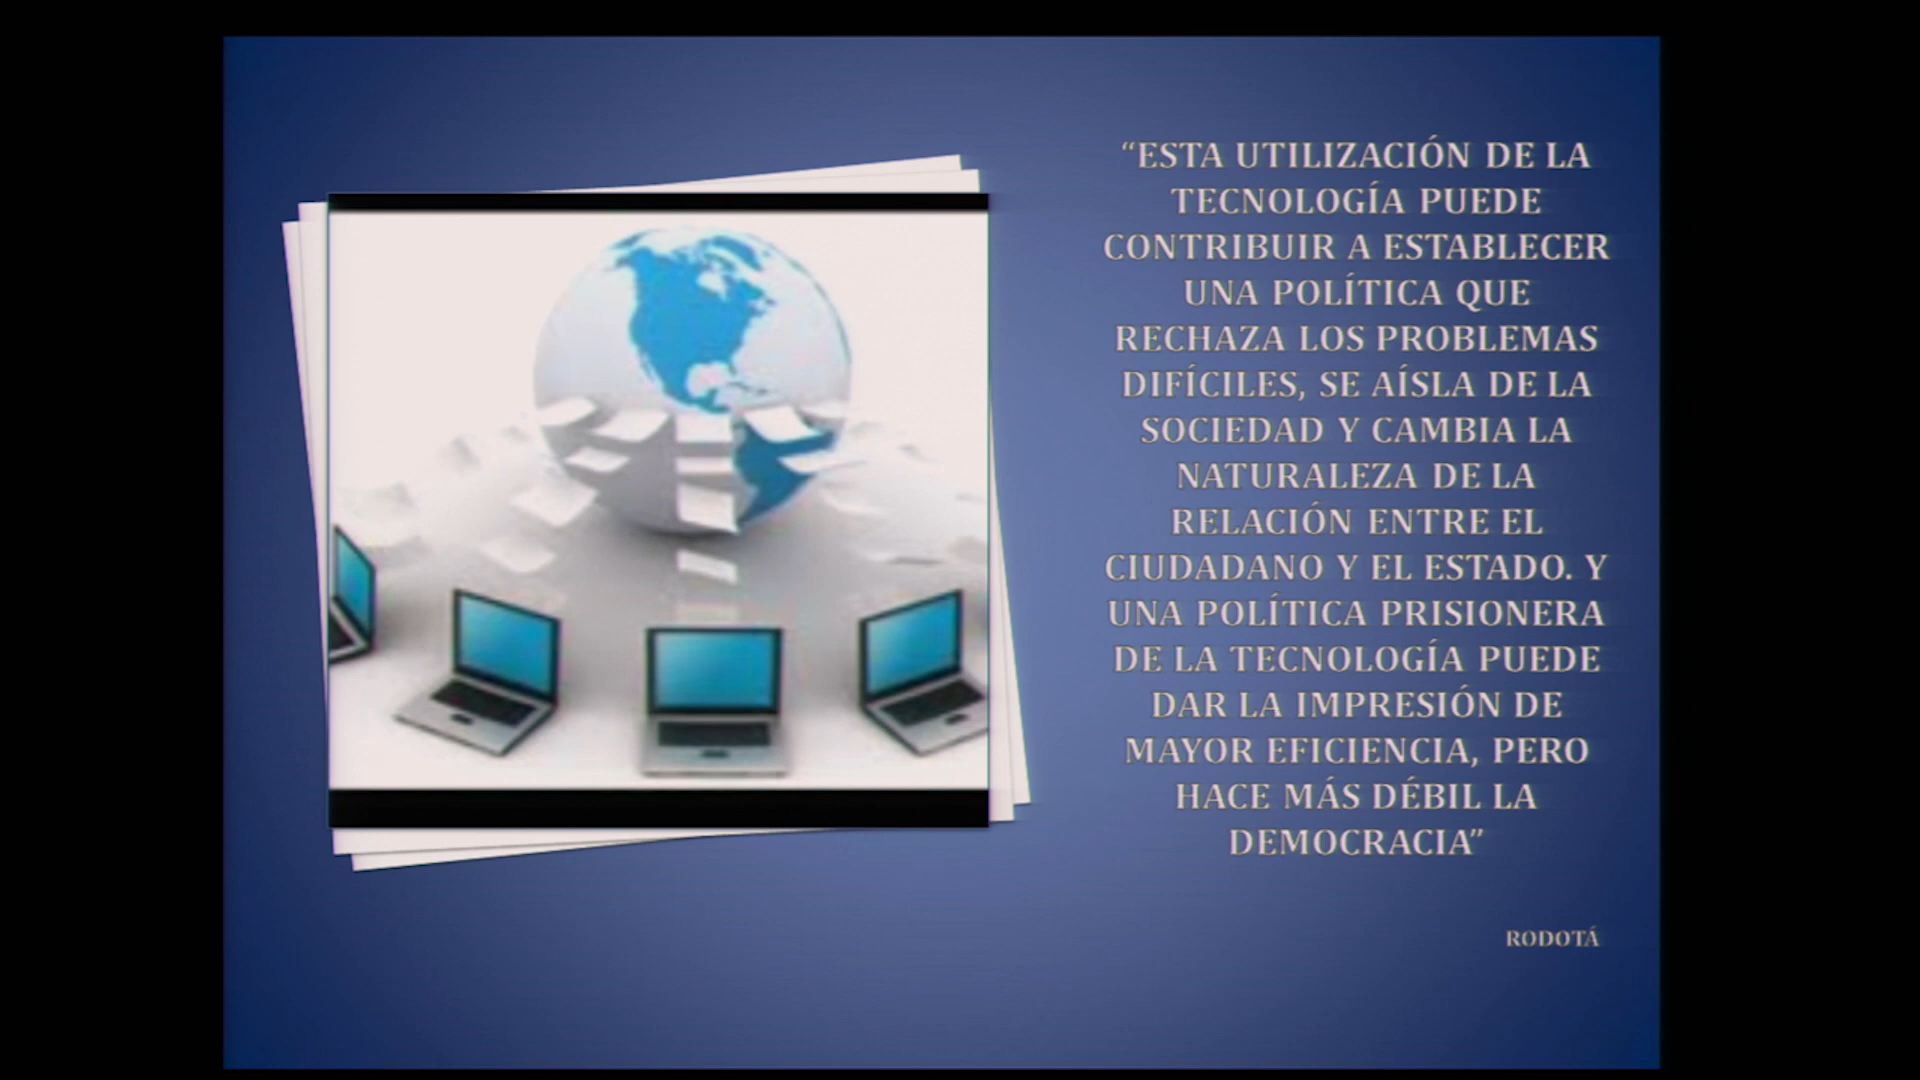 “ESTA UTILIZACIÓN DE LA
TECNOLOGÍA PUEDE
CONTRIBUIR A ESTABLECER
UNA POLÍTICA QUE
RECHAZA LOS PROBLEMAS
DIFÍCILES, SE AÍSLA DE LA
SOCIEDAD Y CAMBIA LA
NATURALEZA DE LA
RELACIÓN ENTRE EL
CIUDADANO Y EL ESTADO. Y
UNA POLÍTICA PRISIONERA
DE LA TECNOLOGÍA PUEDE
DAR LA IMPRESIÓN DE
MAYOR EFICIENCIA, PERO
HACE MÁS DÉBIL LA
DEMOCRACIA”
RODOTÁ